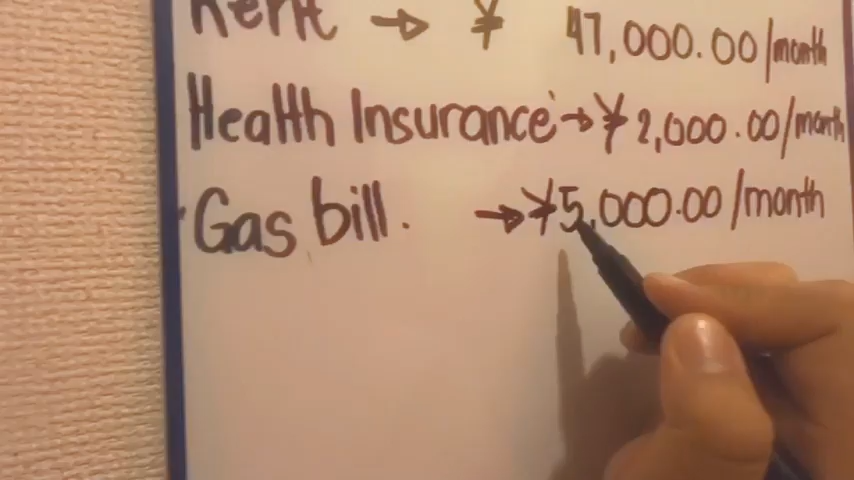 Rent → ¥ 47,000.00/month
Health Insurance → ¥ 2,000.00/month
Gas bill. → ¥5,000.00/month